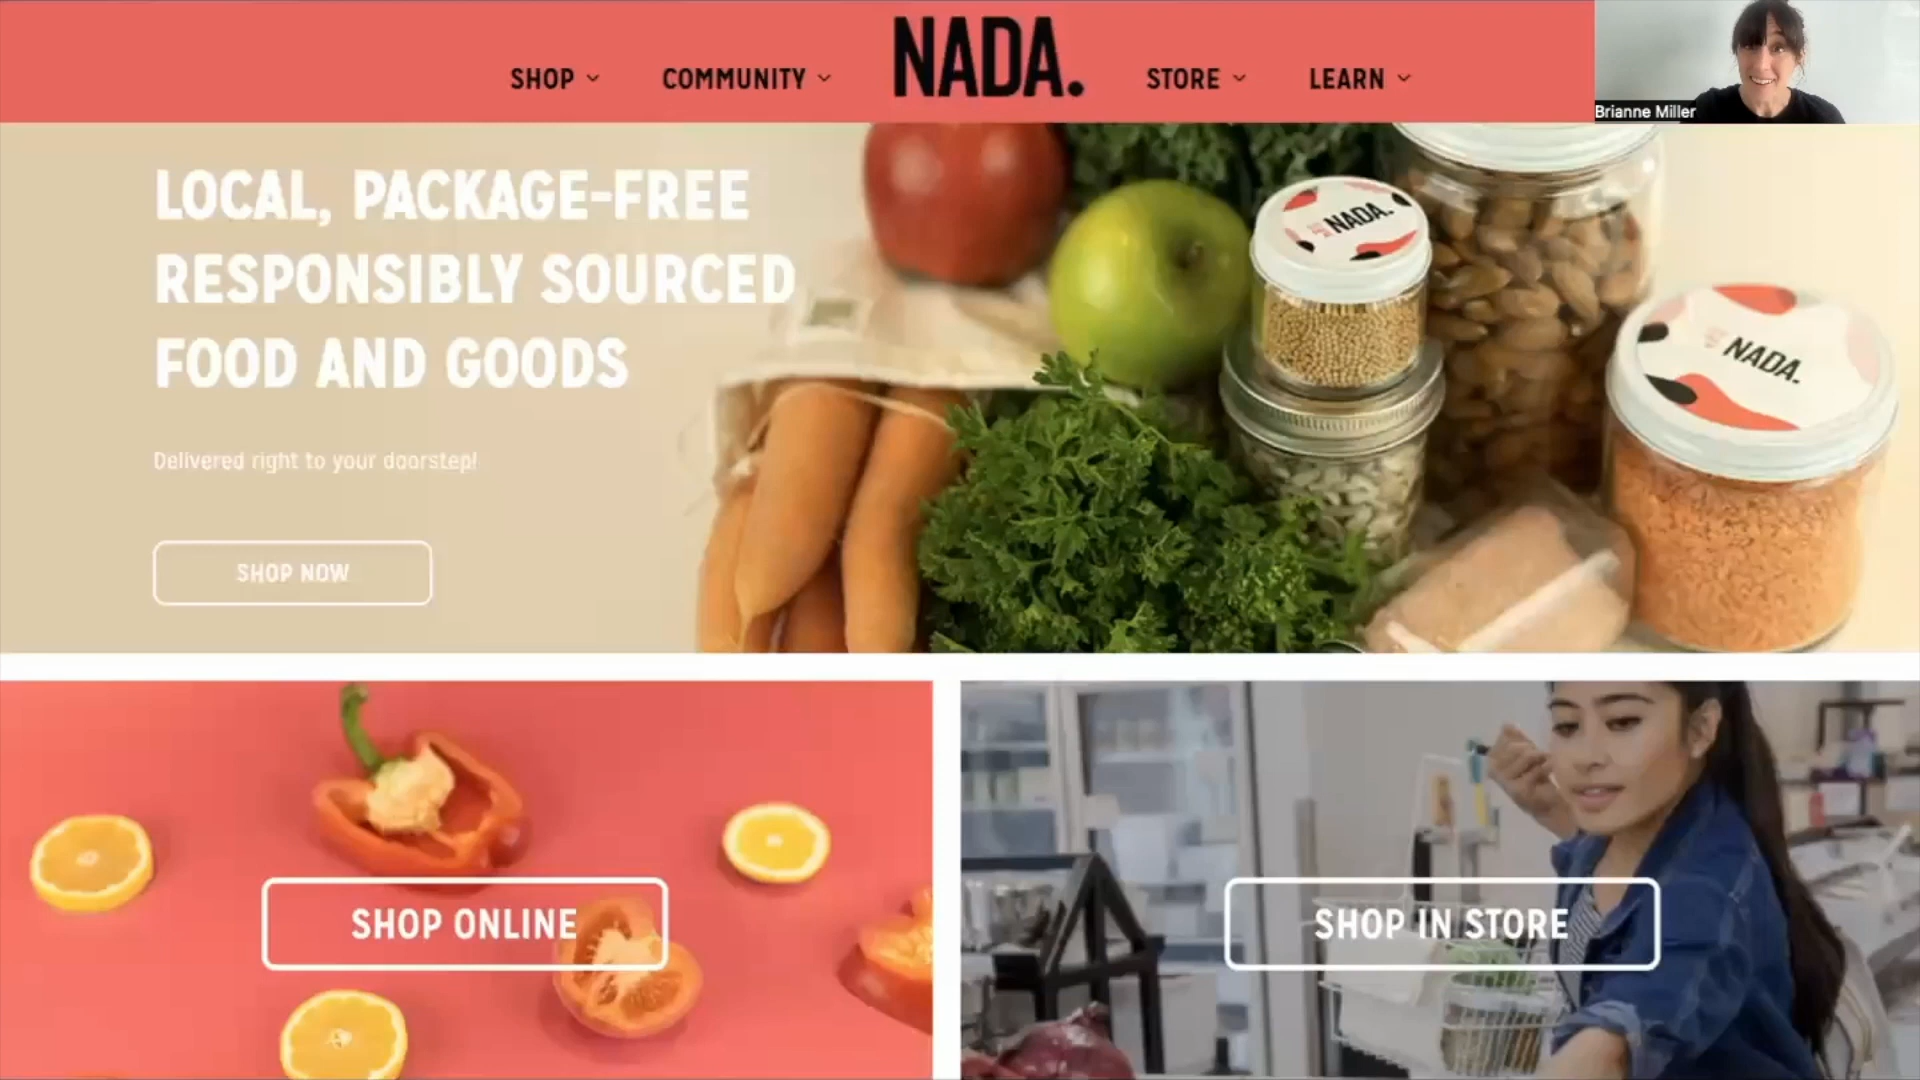 SHOP
COMMUNITY
NADA.
STORE
LEARN
Brianne Miller
LOCAL, PACKAGE-FREE
RESPONSIBLY SOURCED
FOOD AND GOODS
Delivered right to your doorstep!
SHOP NOW
NADA.
NADA.
SHOP ONLINE
SHOP IN STORE